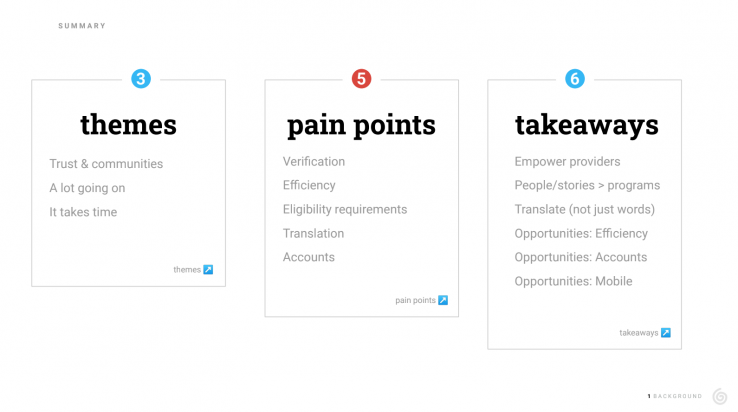 SUMMARY
3
themes
Trust & communities
A lot going on
It takes time
themes ↗
5
pain points
Verification
Efficiency
Eligibility requirements
Translation
Accounts
pain points ↗
6
takeaways
Empower providers
People/stories > programs
Translate (not just words)
Opportunities: Efficiency
Opportunities: Accounts
Opportunities: Mobile
takeaways ↗
1 BACKGROUND